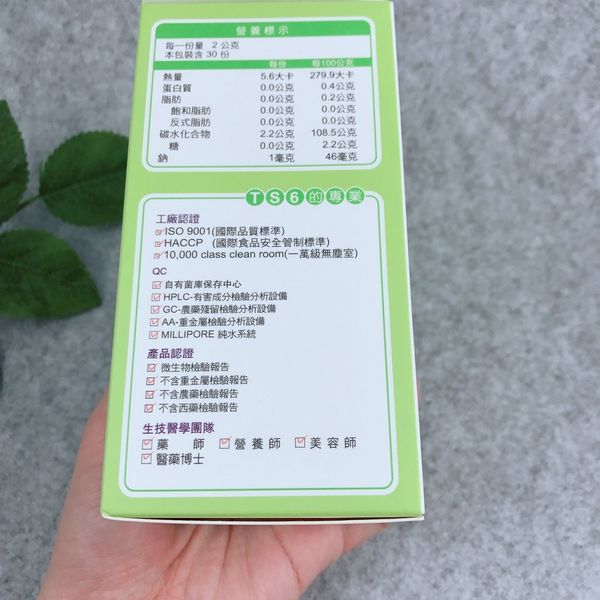 營養標示
每一份量 2 公克
本包裝含 30 份
每份 每100公克
熱量 5.6大卡 279.9大卡
蛋白質 0.0公克 0.4公克
脂肪 0.0公克 0.2公克
飽和脂肪 0.0公克 0.0公克
反式脂肪 0.0公克 0.0公克
碳水化合物 2.2公克 108.5公克
糖 0.0公克 2.2公克
鈉 1毫克 46毫克
TS6的專業
工廠認證
ISO 9001(國際品質標準)
HACCP (國際食品安全管制標準)
10,000 class clean room(一萬級無塵室)
QC
自有菌庫保存中心
HPLC-有害成分檢驗分析設備
GC-農藥殘留檢驗分析設備
AA-重金屬檢驗分析設備
MILLIPORE 純水系統
產品認證
微生物檢驗報告
不含重金屬檢驗報告
不含農藥檢驗報告
不含西藥檢驗報告
生技醫學團隊
藥 師 營養師 美容師
醫藥博士